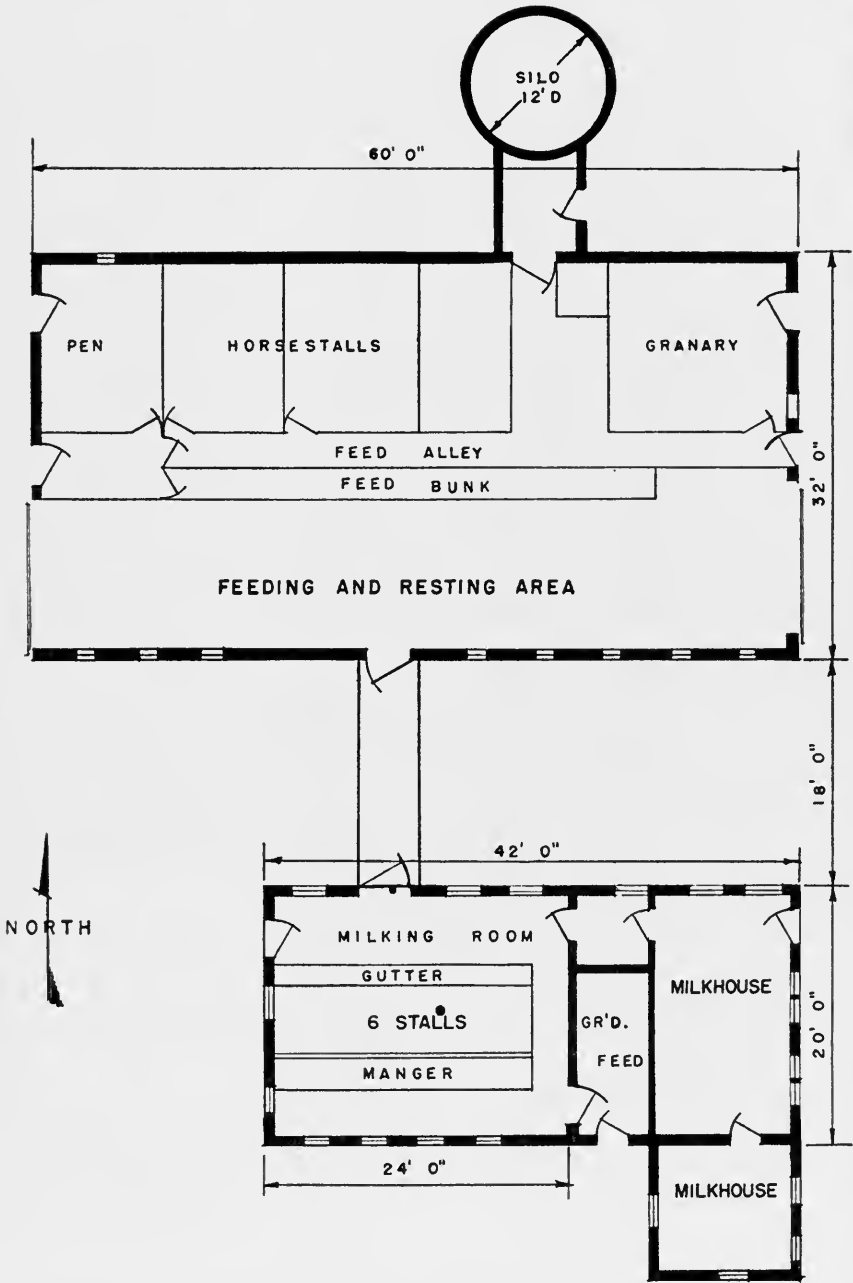 SILO
12' D
60' 0"
PEN
HORSESTALLS
GRANARY
FEED ALLEY
FEED BUNK
32' 0"
FEEDING AND RESTING AREA
18' 0"
42' 0"
NORTH
MILKING ROOM
GUTTER
6 STALLS
MANGER
GR'D.
FEED
MILKHOUSE
20' 0"
24' 0"
MILKHOUSE